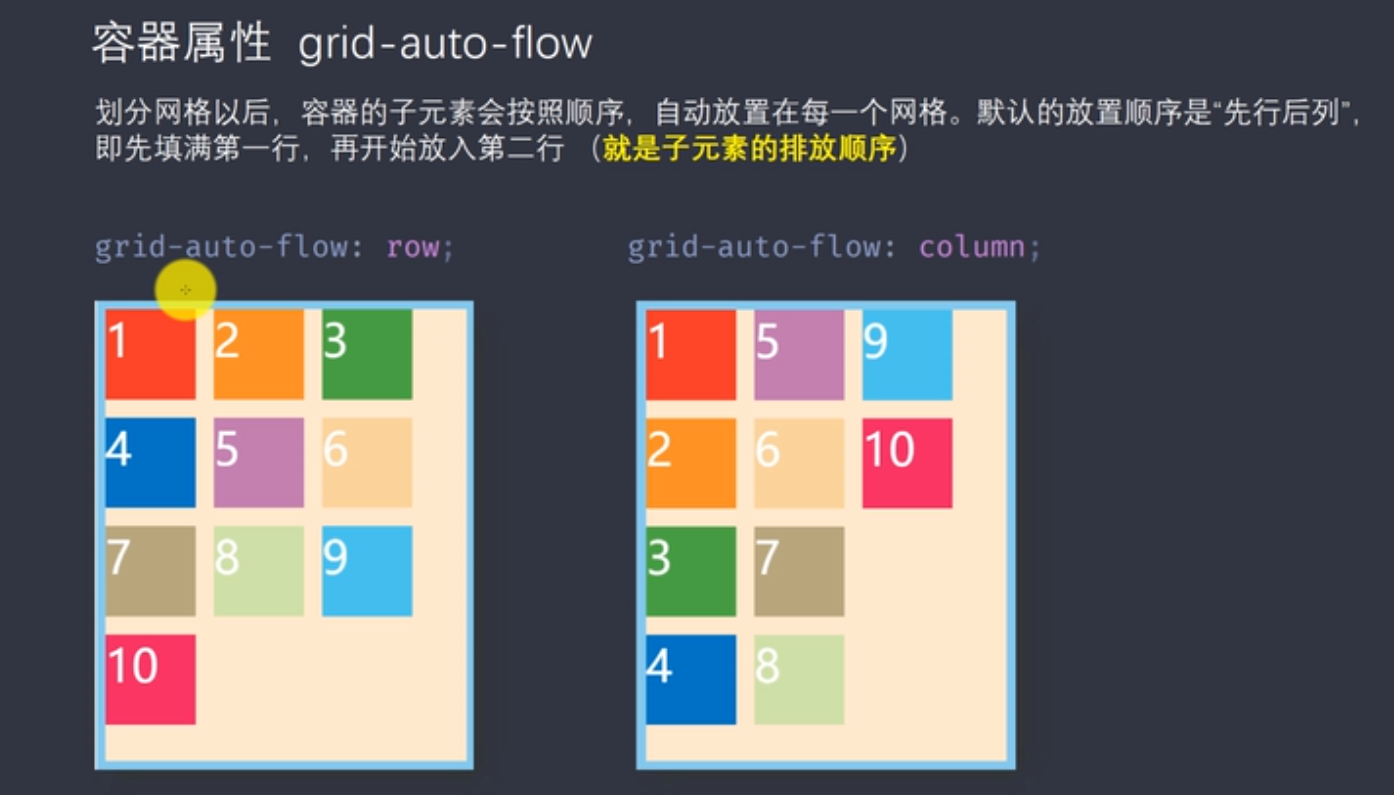 容器属性 grid-auto-flow
划分网格以后，容器的子元素会按照顺序，自动放置在每一个网格。默认的放置顺序是“先行后列”，
即先填满第一行，再开始放入第二行 （就是子元素的排放顺序）
grid-auto-flow: row;
grid-auto-flow: column;
1 2 3
4 5 6
7 8 9
10
1 5 9
2 6 10
3 7
4 8